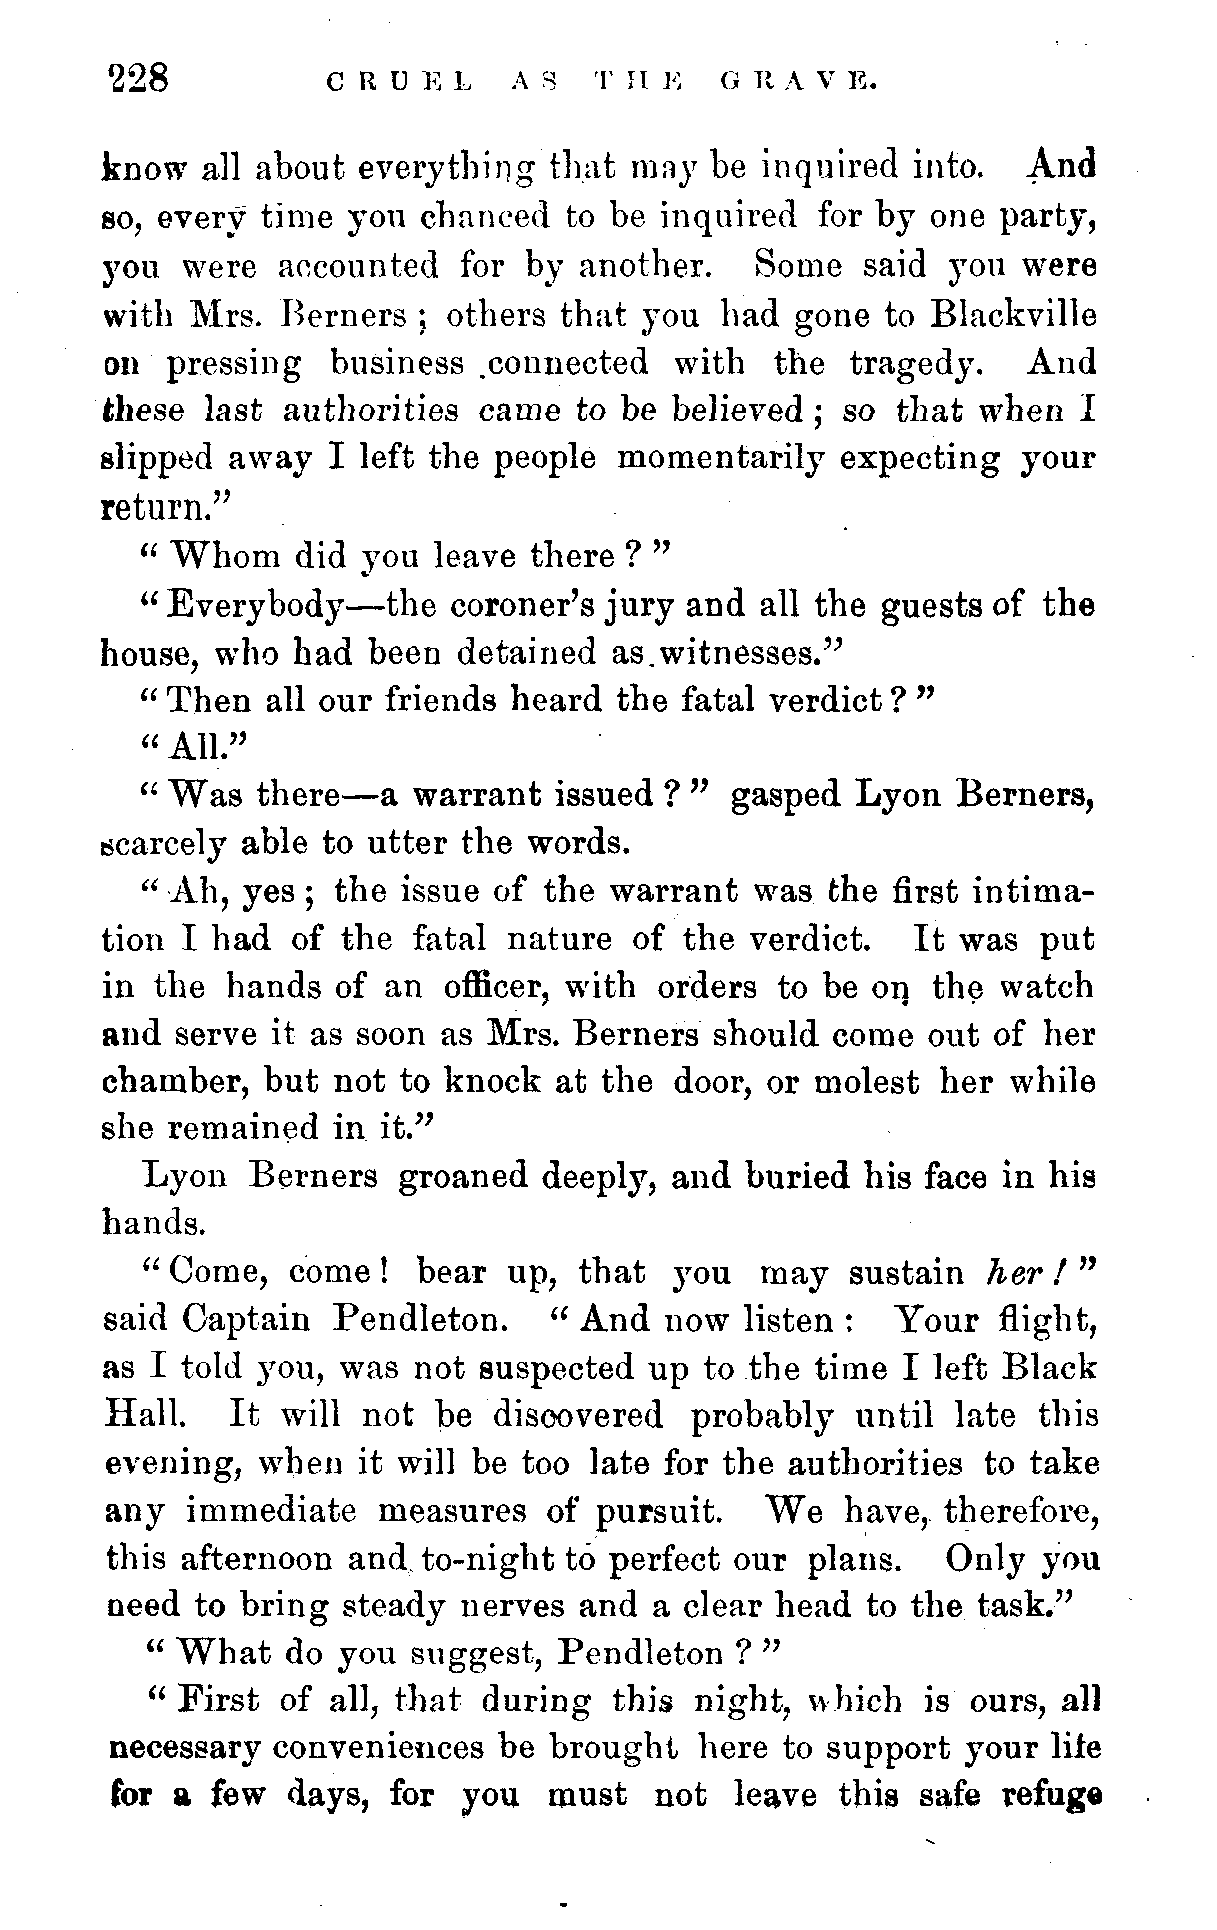 228 CRUEL AS THE GRAVE.
know all about everything that may be inquired into. And
so, every time you chanced to be inquired for by one party,
you were accounted for by another. Some said you were
with Mrs. Berners ; others that you had gone to Blackville
on pressing business connected with the tragedy. And
these last authorities came to be believed ; so that when I
slipped away I left the people momentarily expecting your
return.”
“ Whom did you leave there ? ”
“ Everybody—the coroner’s jury and all the guests of the
house, who had been detained as witnesses.”
“ Then all our friends heard the fatal verdict ? ”
“ All.”
“ Was there—a warrant issued ? ” gasped Lyon Berners,
scarcely able to utter the words.
“ Ah, yes ; the issue of the warrant was the first intima-
tion I had of the fatal nature of the verdict. It was put
in the hands of an officer, with orders to be on the watch
and serve it as soon as Mrs. Berners should come out of her
chamber, but not to knock at the door, or molest her while
she remained in it.”
Lyon Berners groaned deeply, and buried his face in his
hands.
“ Come, come ! bear up, that you may sustain her ! ”
said Captain Pendleton. “ And now listen : Your flight,
as I told you, was not suspected up to the time I left Black
Hall. It will not be discovered probably until late this
evening, when it will be too late for the authorities to take
any immediate measures of pursuit. We have, therefore,
this afternoon and to-night to perfect our plans. Only you
need to bring steady nerves and a clear head to the task.”
“ What do you suggest, Pendleton ? ”
“ First of all, that during this night, which is ours, all
necessary conveniences be brought here to support your life
for a few days, for you must not leave this safe refuge